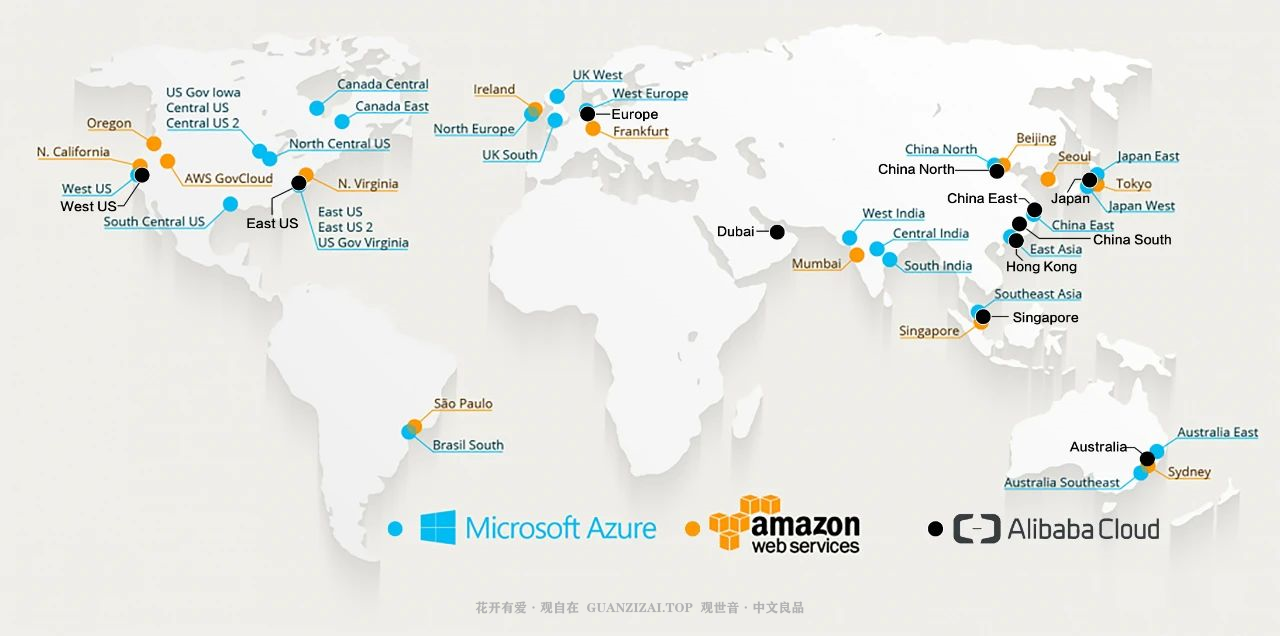 US Gov Iowa
Central US
Central US 2
Canada Central
Canada East
Oregon
North Central US
N. California
AWS GovCloud
West US
West US
South Central US
N. Virginia
East US
East US
East US 2
US Gov Virginia
Ireland
UK West
West Europe
Europe
North Europe
Frankfurt
UK South
Beijing
China North
China North
Seoul
Japan East
Tokyo
Japan
Japan West
China East
China East
China South
East Asia
Hong Kong
West India
Dubai
Central India
Mumbai
South India
Southeast Asia
Singapore
Singapore
São Paulo
Brasil South
Australia East
Australia
Sydney
Australia Southeast
Microsoft Azure
amazon
web services
Alibaba Cloud
花开有爱 · 观自在 GUANZIZAI.TOP 观世音 · 中文良品